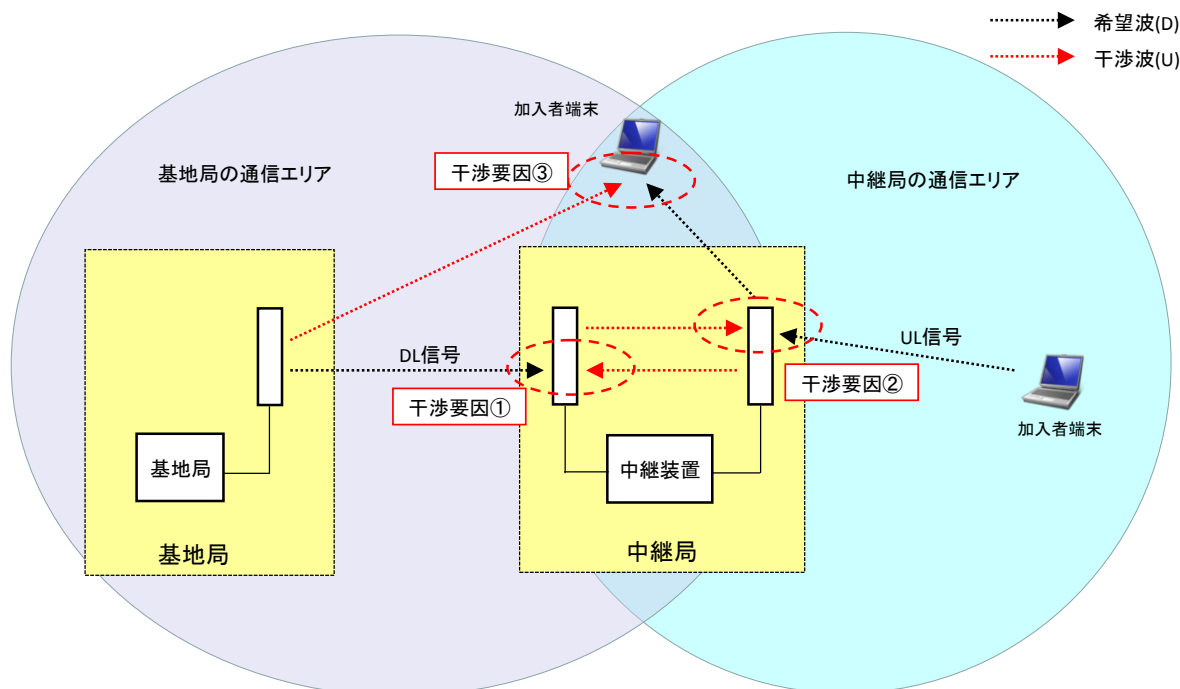 希望波(D)
干渉波(U)
加入者端末
基地局の通信エリア
干渉要因③
中継局の通信エリア
DL信号
UL信号
干渉要因①
干渉要因②
加入者端末
基地局
中継装置
基地局
中継局